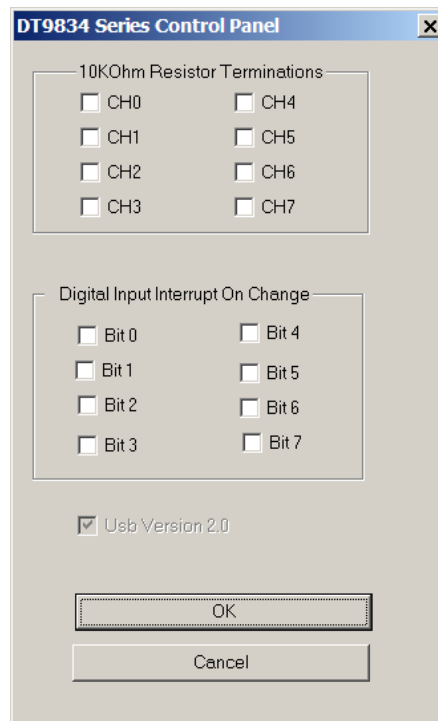 DT9834 Series Control Panel
10KOhm Resistor Terminations
CH0 CH4
CH1 CH5
CH2 CH6
CH3 CH7
Digital Input Interrupt On Change
Bit 0 Bit 4
Bit 1 Bit 5
Bit 2 Bit 6
Bit 3 Bit 7
Usb Version 2.0
OK
Cancel